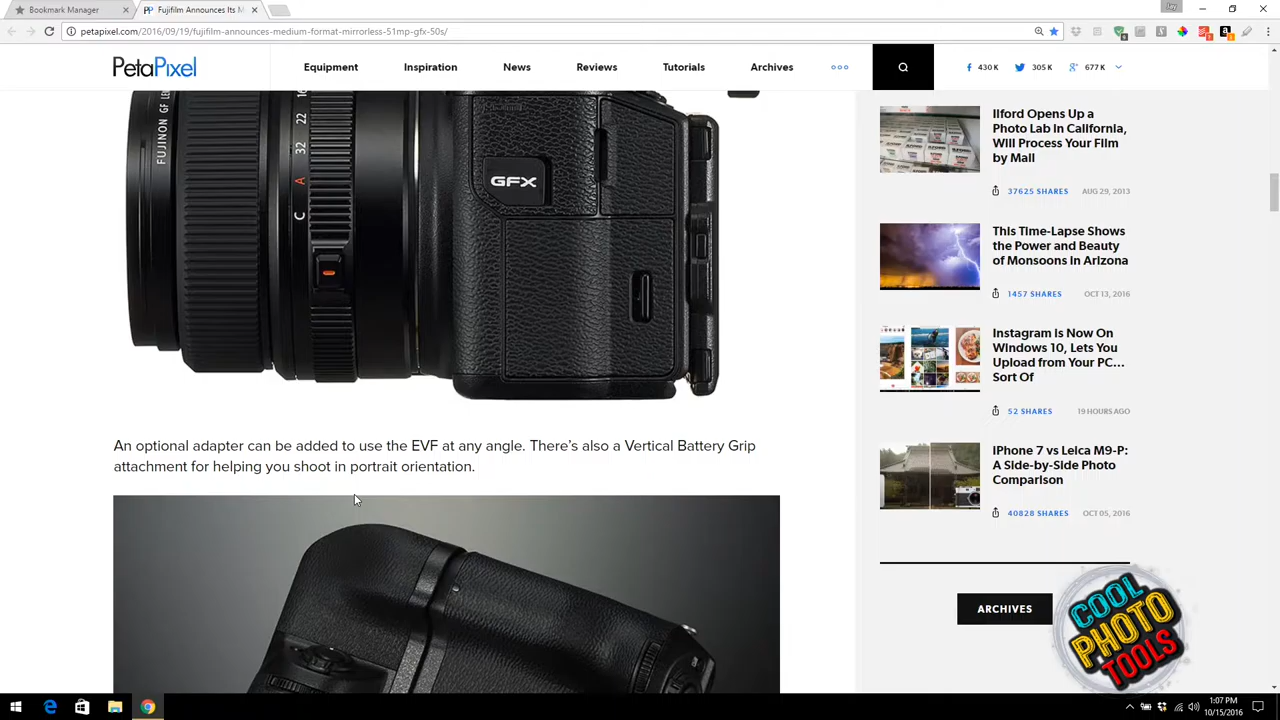 Jay
Bookmark Manager
Fujifilm Announces Its M
petapixel.com/2016/09/19/fujifilm-announces-medium-format-mirrorless-51mp-gfx-50s/
PetaPixel
Equipment
Inspiration
News
Reviews
Tutorials
Archives
430 K
305 K
677 K
FUJINON GF LE
16
22
32
A
C
GFX
An optional adapter can be added to use the EVF at any angle. There's also a Vertical Battery Grip
attachment for helping you shoot in portrait orientation.
Ilford Opens Up a
Photo Lab in California,
Will Process Your Film
by Mail
37625 SHARES
AUG 29, 2013
This Time-Lapse Shows
the Power and Beauty
of Monsoons in Arizona
1457 SHARES
OCT 13, 2016
Instagram Is Now On
Windows 10, Lets You
Upload from Your PC...
Sort Of
52 SHARES
19 HOURS AGO
iPhone 7 vs Leica M9-P:
A Side-by-Side Photo
Comparison
40828 SHARES
OCT 05, 2016
ARCHIVES
COOL
PHOTO
TOOLS
1:07 PM
10/15/2016